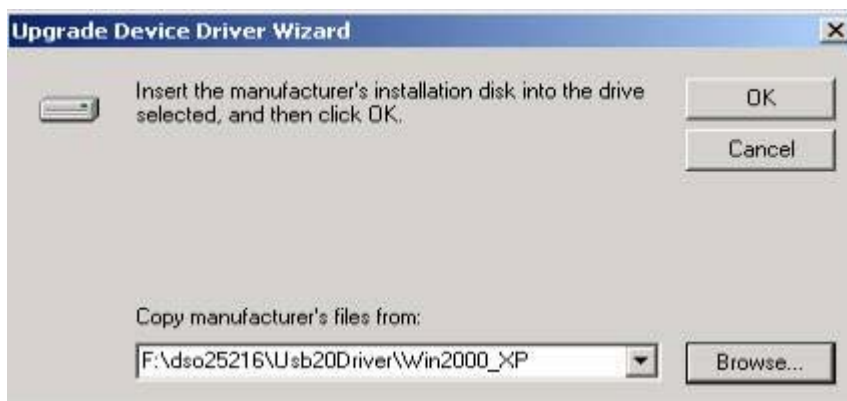 Upgrade Device Driver Wizard
Insert the manufacturer's installation disk into the drive
selected, and then click OK.
OK
Cancel
Copy manufacturer's files from:
F:\dso25216\Usb20Driver\Win2000_XP
Browse...